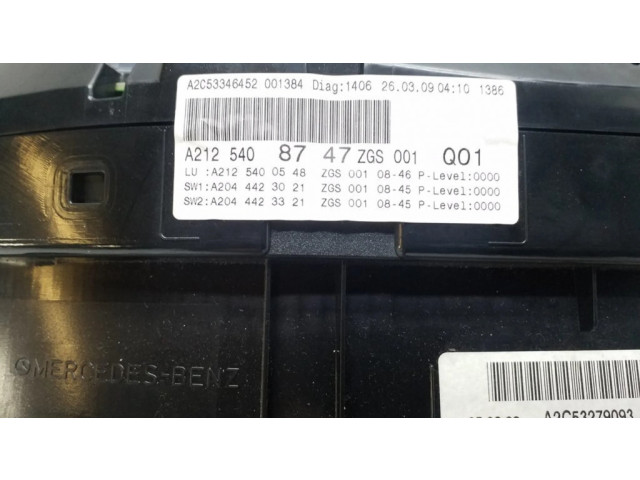 A2C53346452 001384 Diag:1406 26.03.09 04:10 1386
A212 540 87 47 ZGS 001 Q01
LU :A212 540 05 48 ZGS 001 08-46 P-Level:0000
SW1:A204 442 30 21 ZGS 001 08-45 P-Level:0000
SW2:A204 442 33 21 ZGS 001 08-45 P-Level:0000
MERCEDES-BENZ
A2C53279093